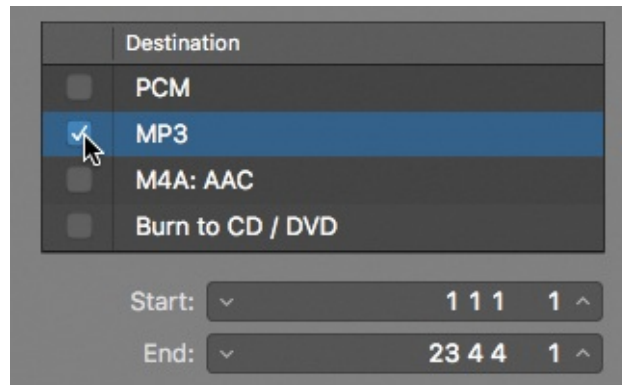 Destination
PCM
MP3
M4A: AAC
Burn to CD / DVD
Start: 1 1 1 1
End: 23 4 4 1